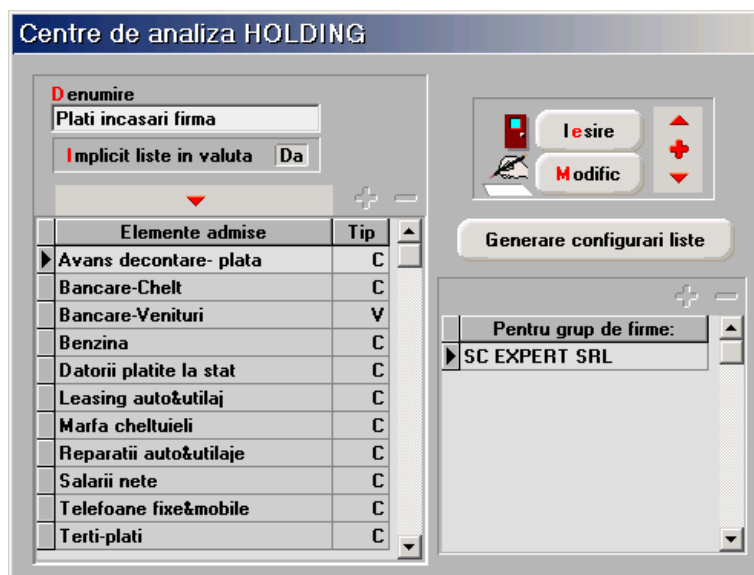 Centre de analiza HOLDING
Denumire
Plati incasari firma
Implicit liste in valuta Da
Elemente admise Tip
Avans decontare- plata C
Bancare-Chelt C
Bancare-Venituri V
Benzina C
Datorii platite la stat C
Leasing auto&utilaj C
Marfa cheltuieli C
Reparatii auto&utilaje C
Salarii nete C
Telefoane fixe&mobile C
Terti-plati C
Iesire
Modific
Generare configurari liste
Pentru grup de firme:
SC EXPERT SRL